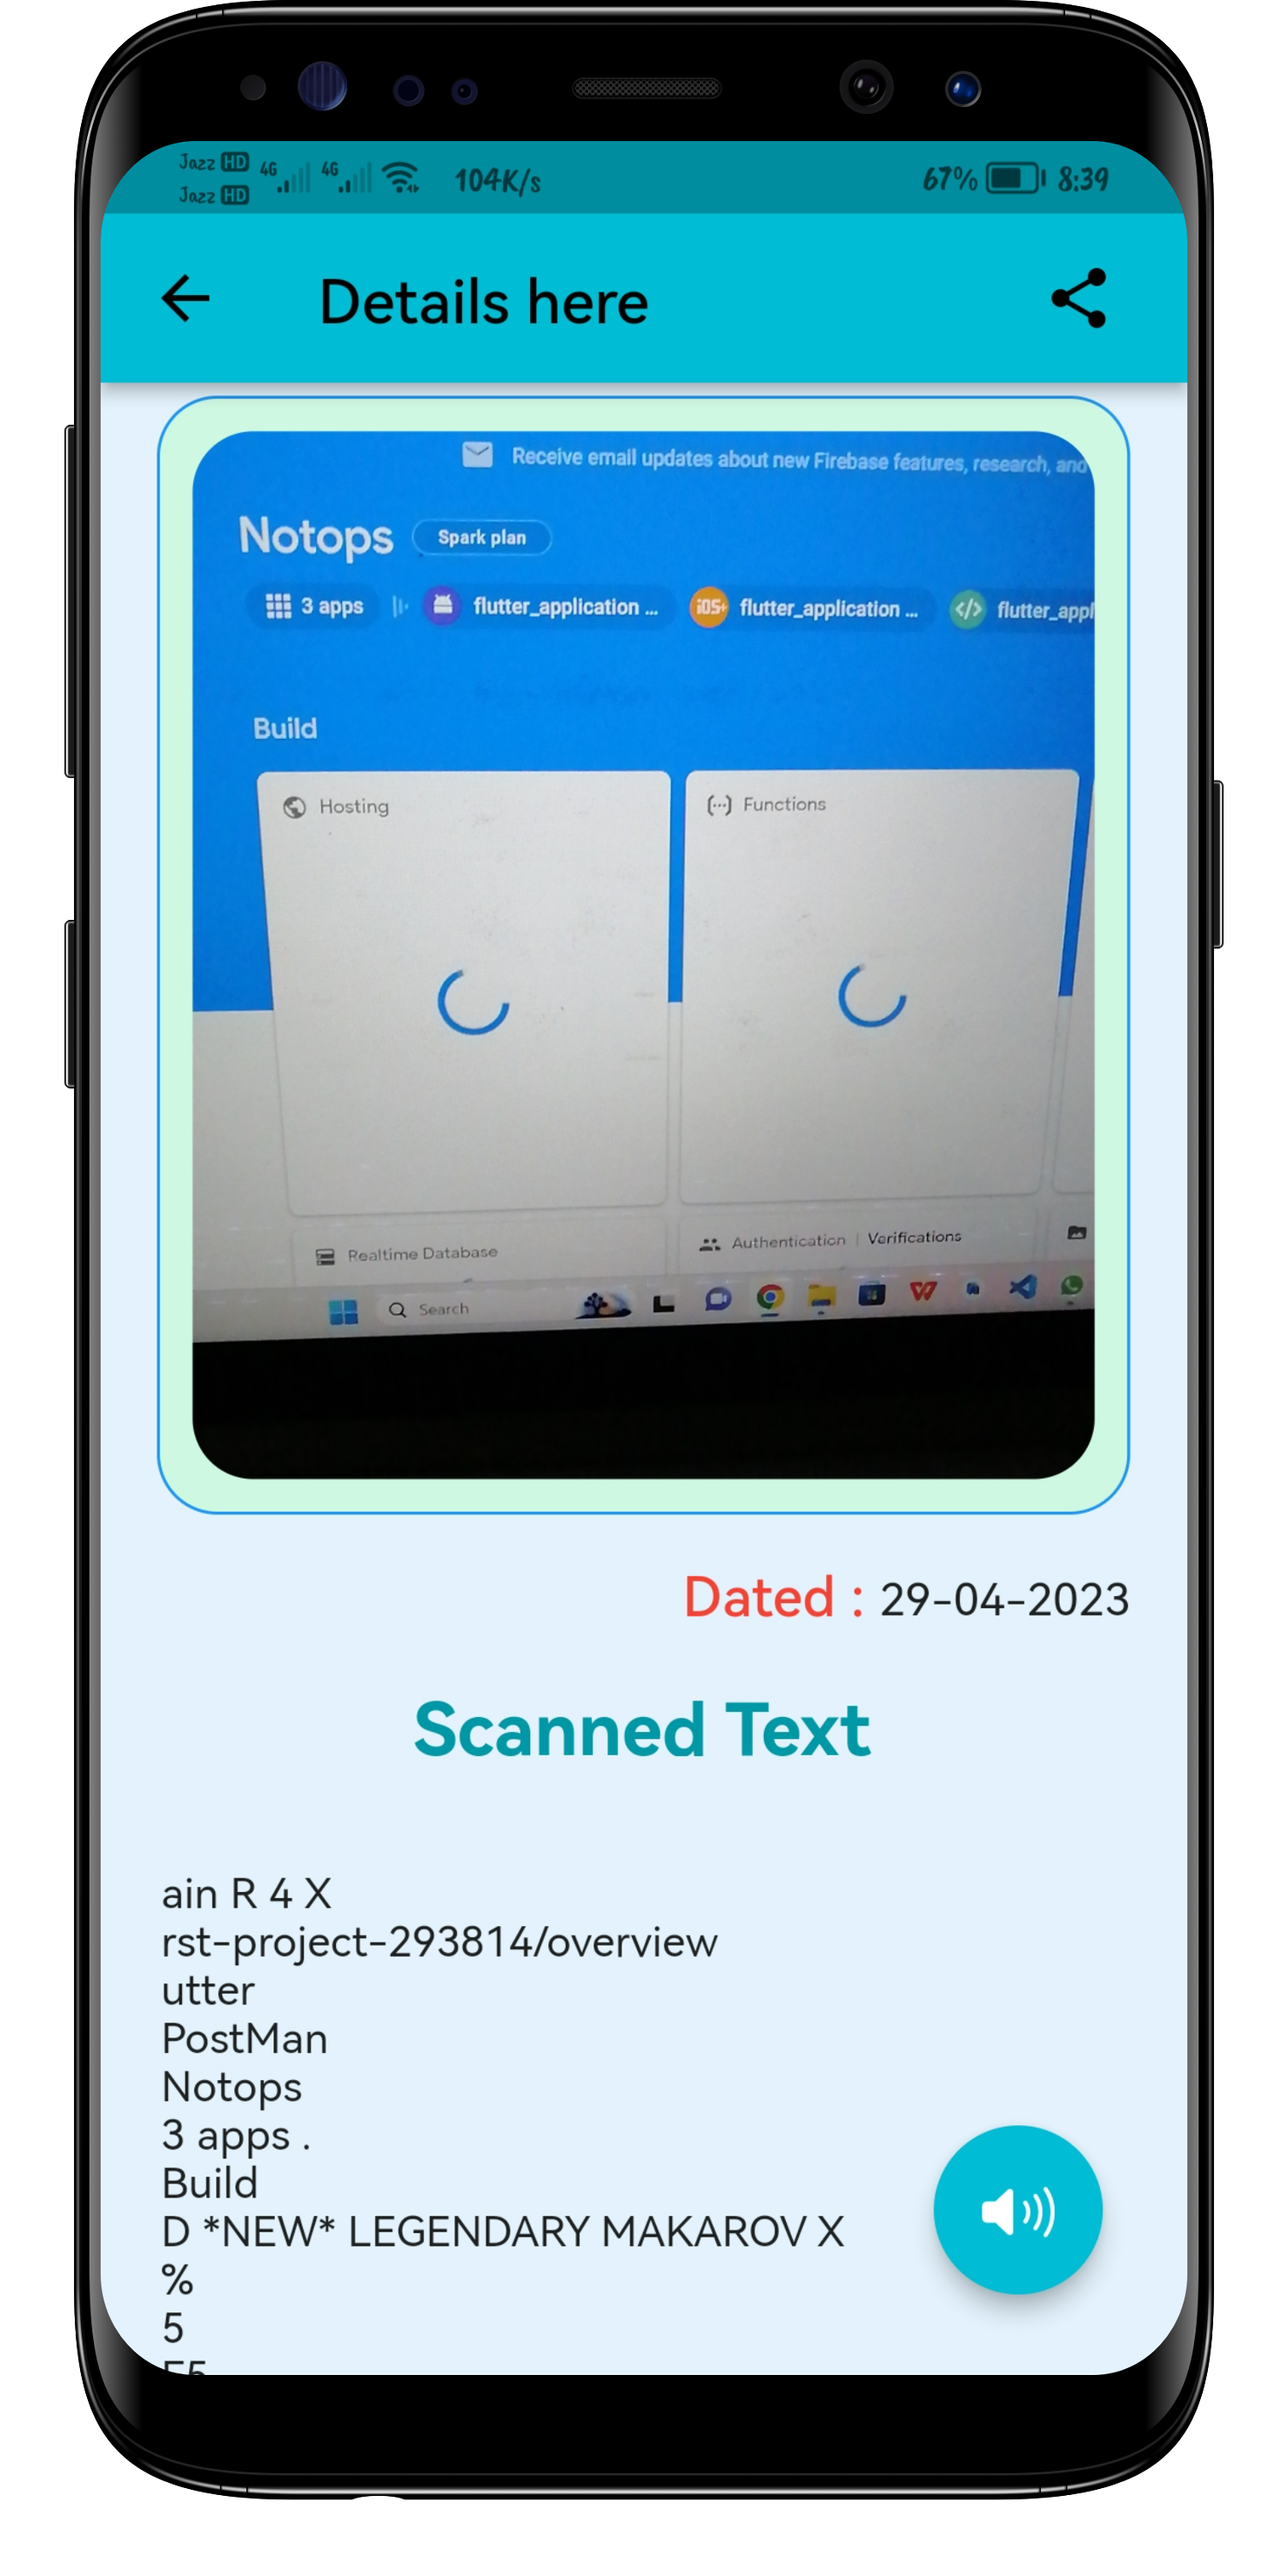 Jazz HD 4G 4G 104K/s 67% 8:39
Jazz HD
Details here
Receive email updates about new Firebase features, research, and
Notops Spark plan
3 apps flutter_application ... iOS+ flutter_application ... </> flutter_appl
Build
Hosting Functions
Realtime Database Authentication | Verifications
Search
Dated : 29-04-2023
Scanned Text
ain R 4 X
rst-project-293814/overview
utter
PostMan
Notops
3 apps .
Build
D *NEW* LEGENDARY MAKAROV X
%
5